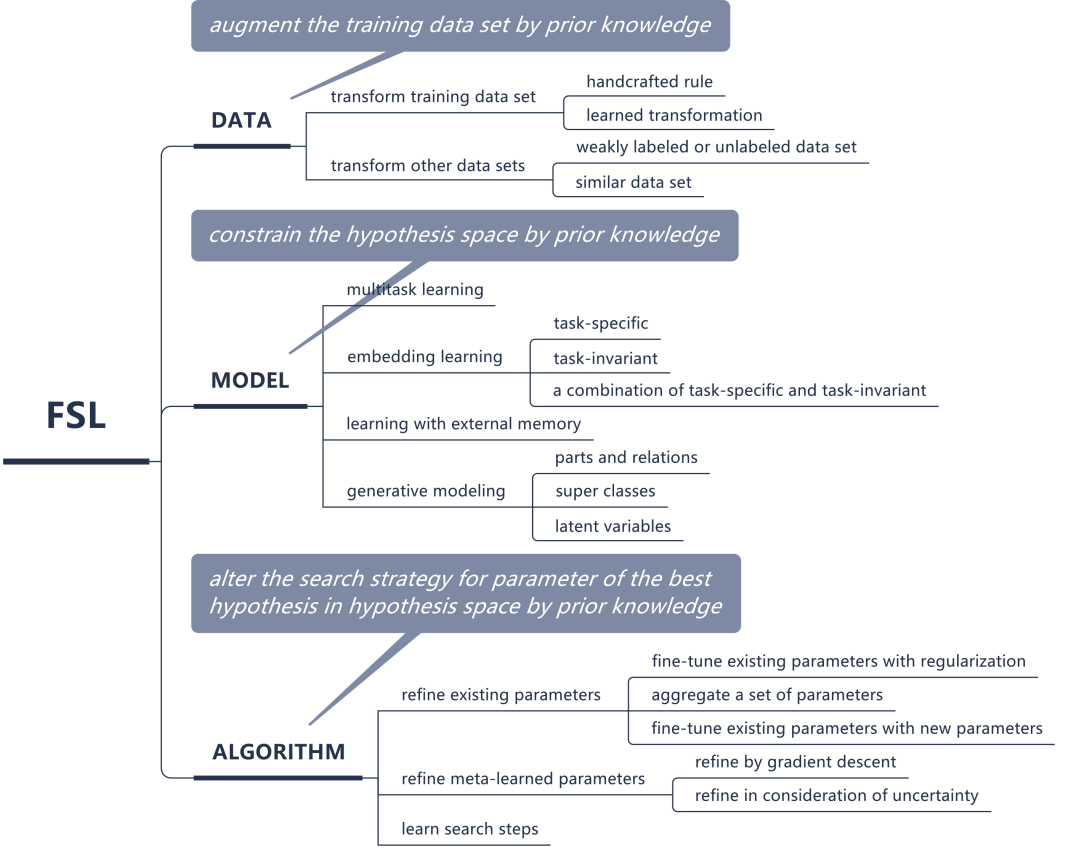 augment the training data set by prior knowledge
handcrafted rule
transform training data set
learned transformation
DATA
weakly labeled or unlabeled data set
transform other data sets
similar data set
constrain the hypothesis space by prior knowledge
multitask learning
task-specific
embedding learning
task-invariant
MODEL
a combination of task-specific and task-invariant
FSL
learning with external memory
parts and relations
generative modeling
super classes
latent variables
alter the search strategy for parameter of the best
hypothesis in hypothesis space by prior knowledge
fine-tune existing parameters with regularization
refine existing parameters
aggregate a set of parameters
fine-tune existing parameters with new parameters
ALGORITHM
refine by gradient descent
refine meta-learned parameters
refine in consideration of uncertainty
learn search steps